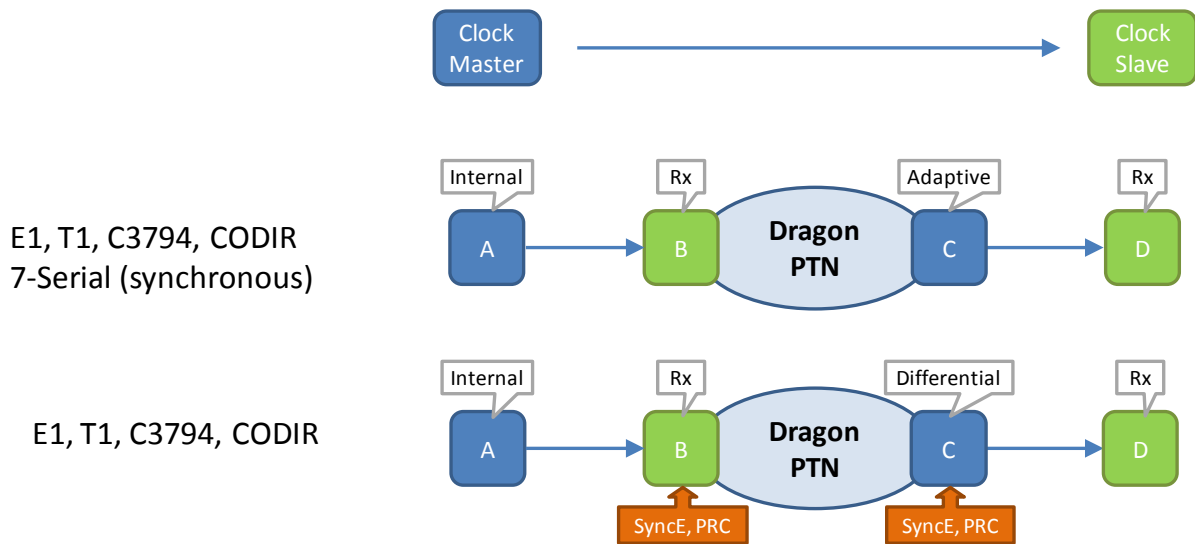 Clock
Master
Clock
Slave
Internal
Rx
Adaptive
Rx
E1, T1, C3794, CODIR
7-Serial (synchronous)
A
B
Dragon
PTN
C
D
Internal
Rx
Differential
Rx
E1, T1, C3794, CODIR
A
B
Dragon
PTN
C
D
SyncE, PRC
SyncE, PRC